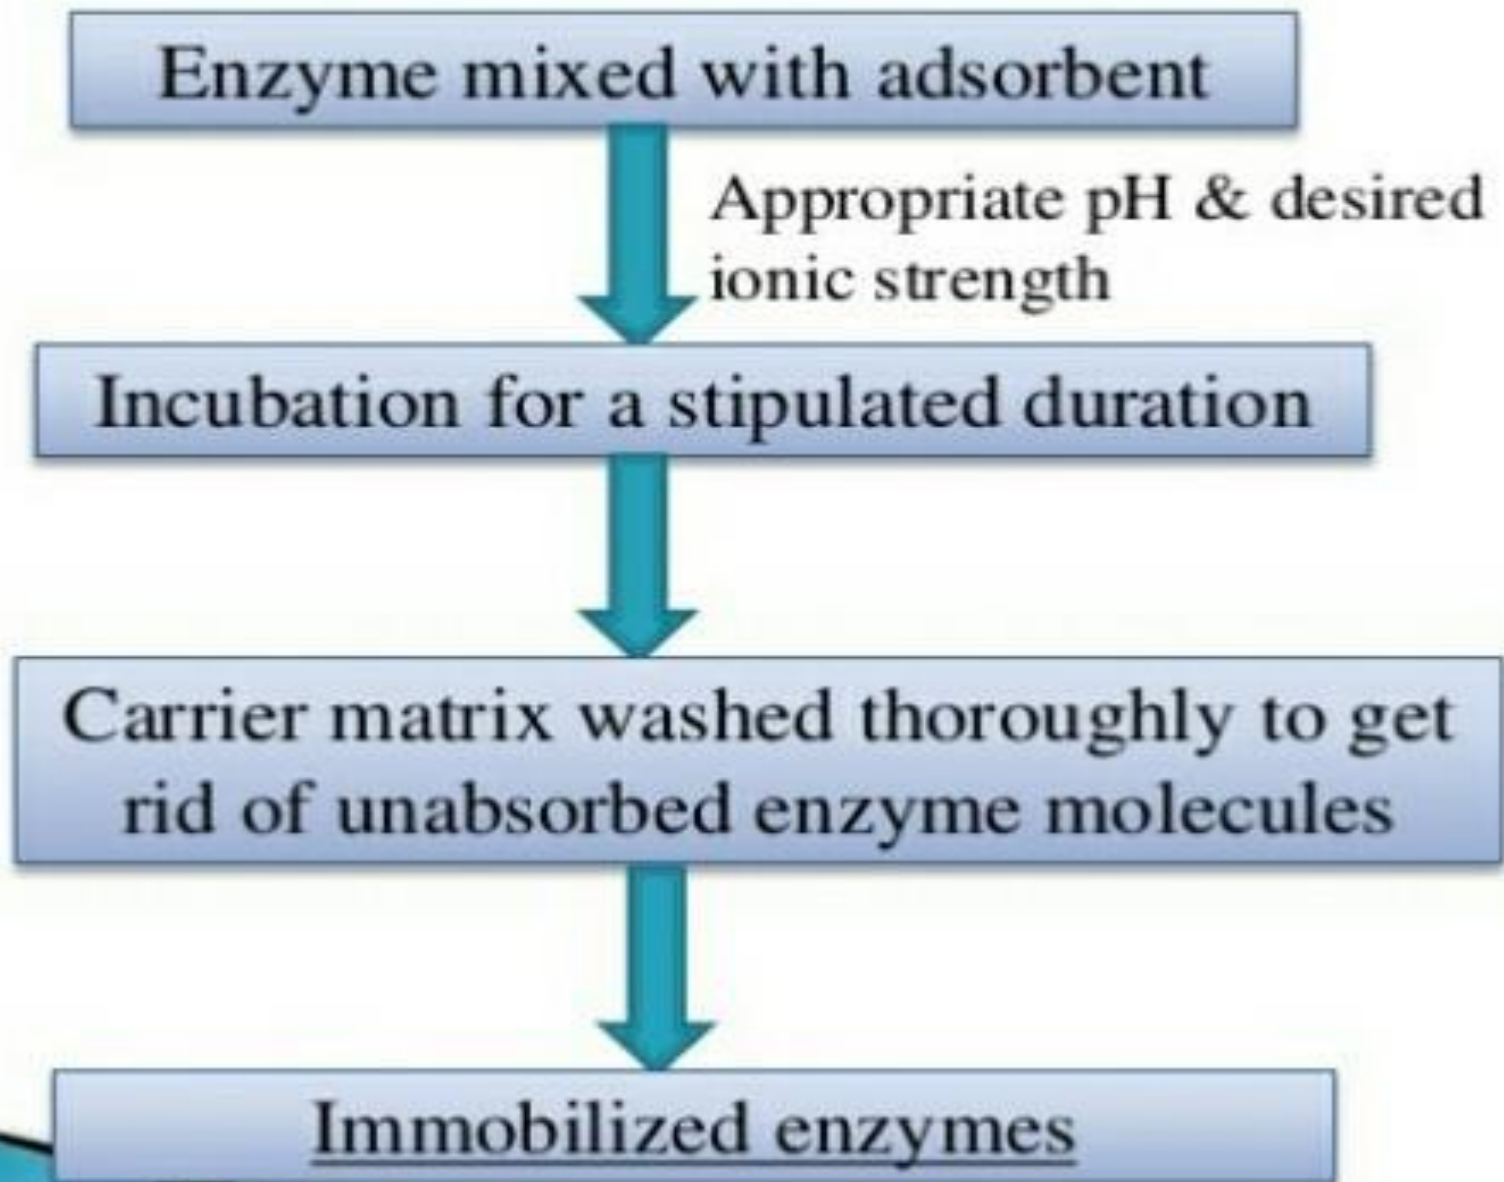 Enzyme mixed with adsorbent
Appropriate pH & desired
ionic strength
Incubation for a stipulated duration
Carrier matrix washed thoroughly to get
rid of unabsorbed enzyme molecules
Immobilized enzymes